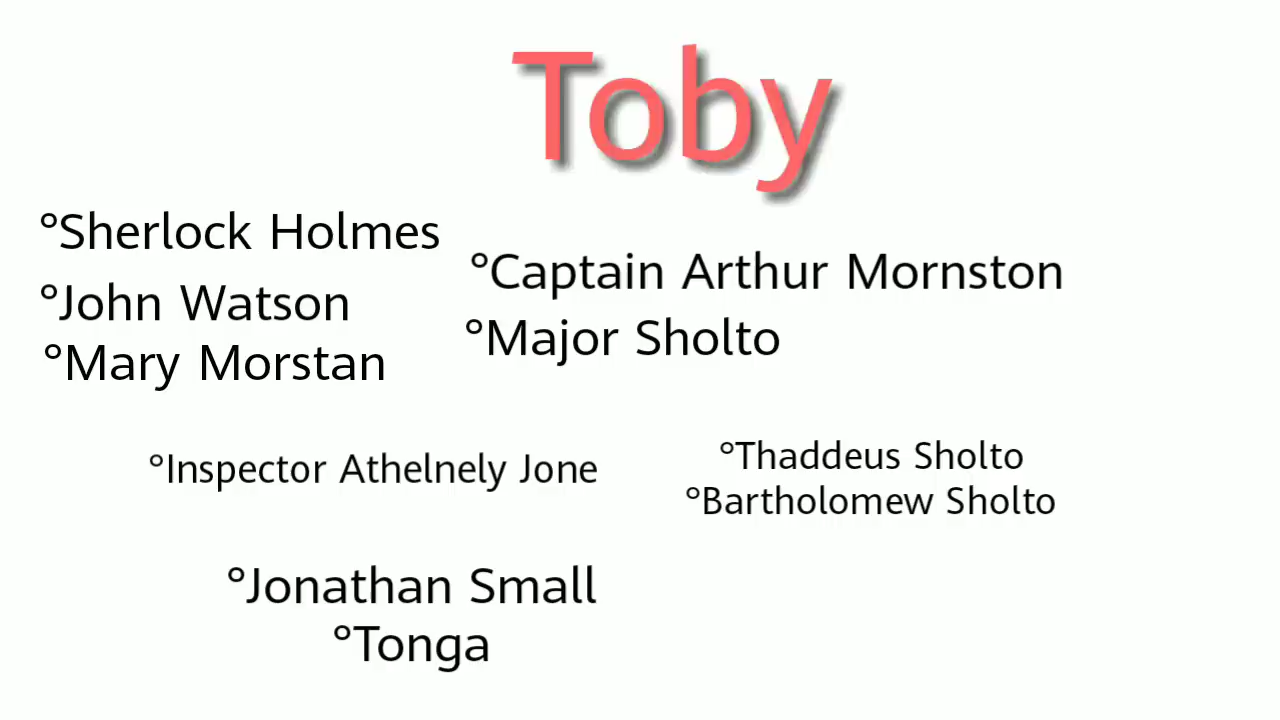 Toby
°Sherlock Holmes
°John Watson
°Mary Morstan
°Captain Arthur Mornston
°Major Sholto
°Inspector Athelnely Jone
°Thaddeus Sholto
°Bartholomew Sholto
°Jonathan Small
°Tonga